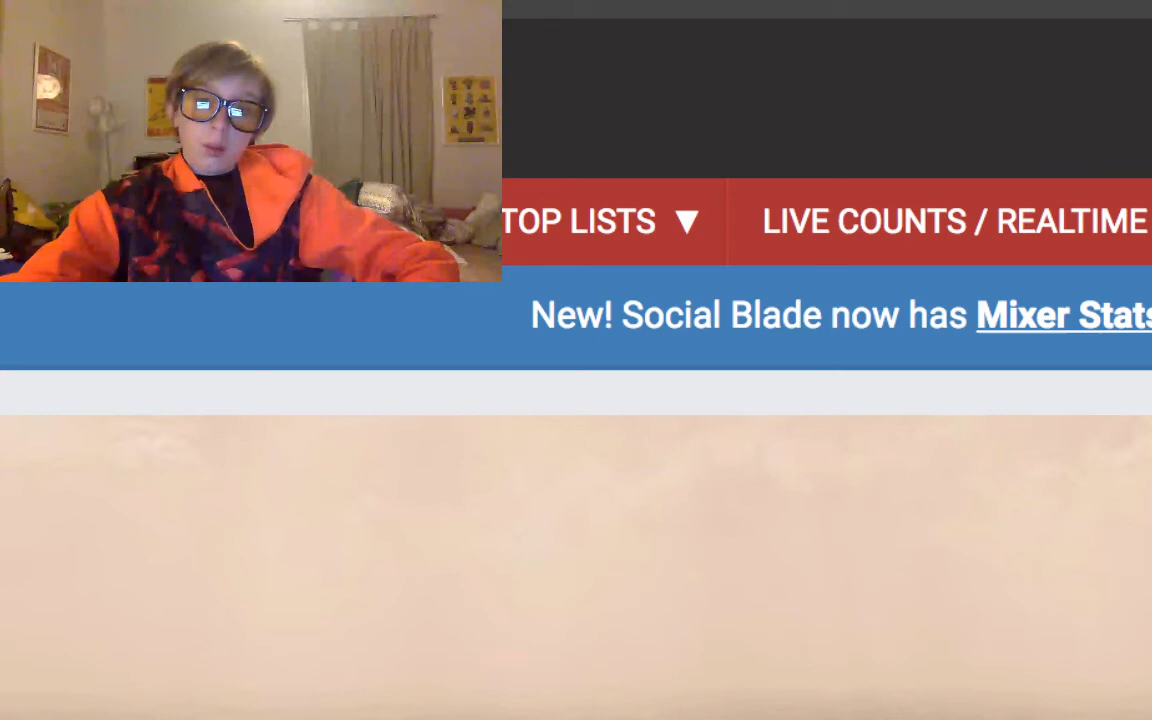 TOP LISTS ▼ LIVE COUNTS / REALTIME
New! Social Blade now has Mixer Stats